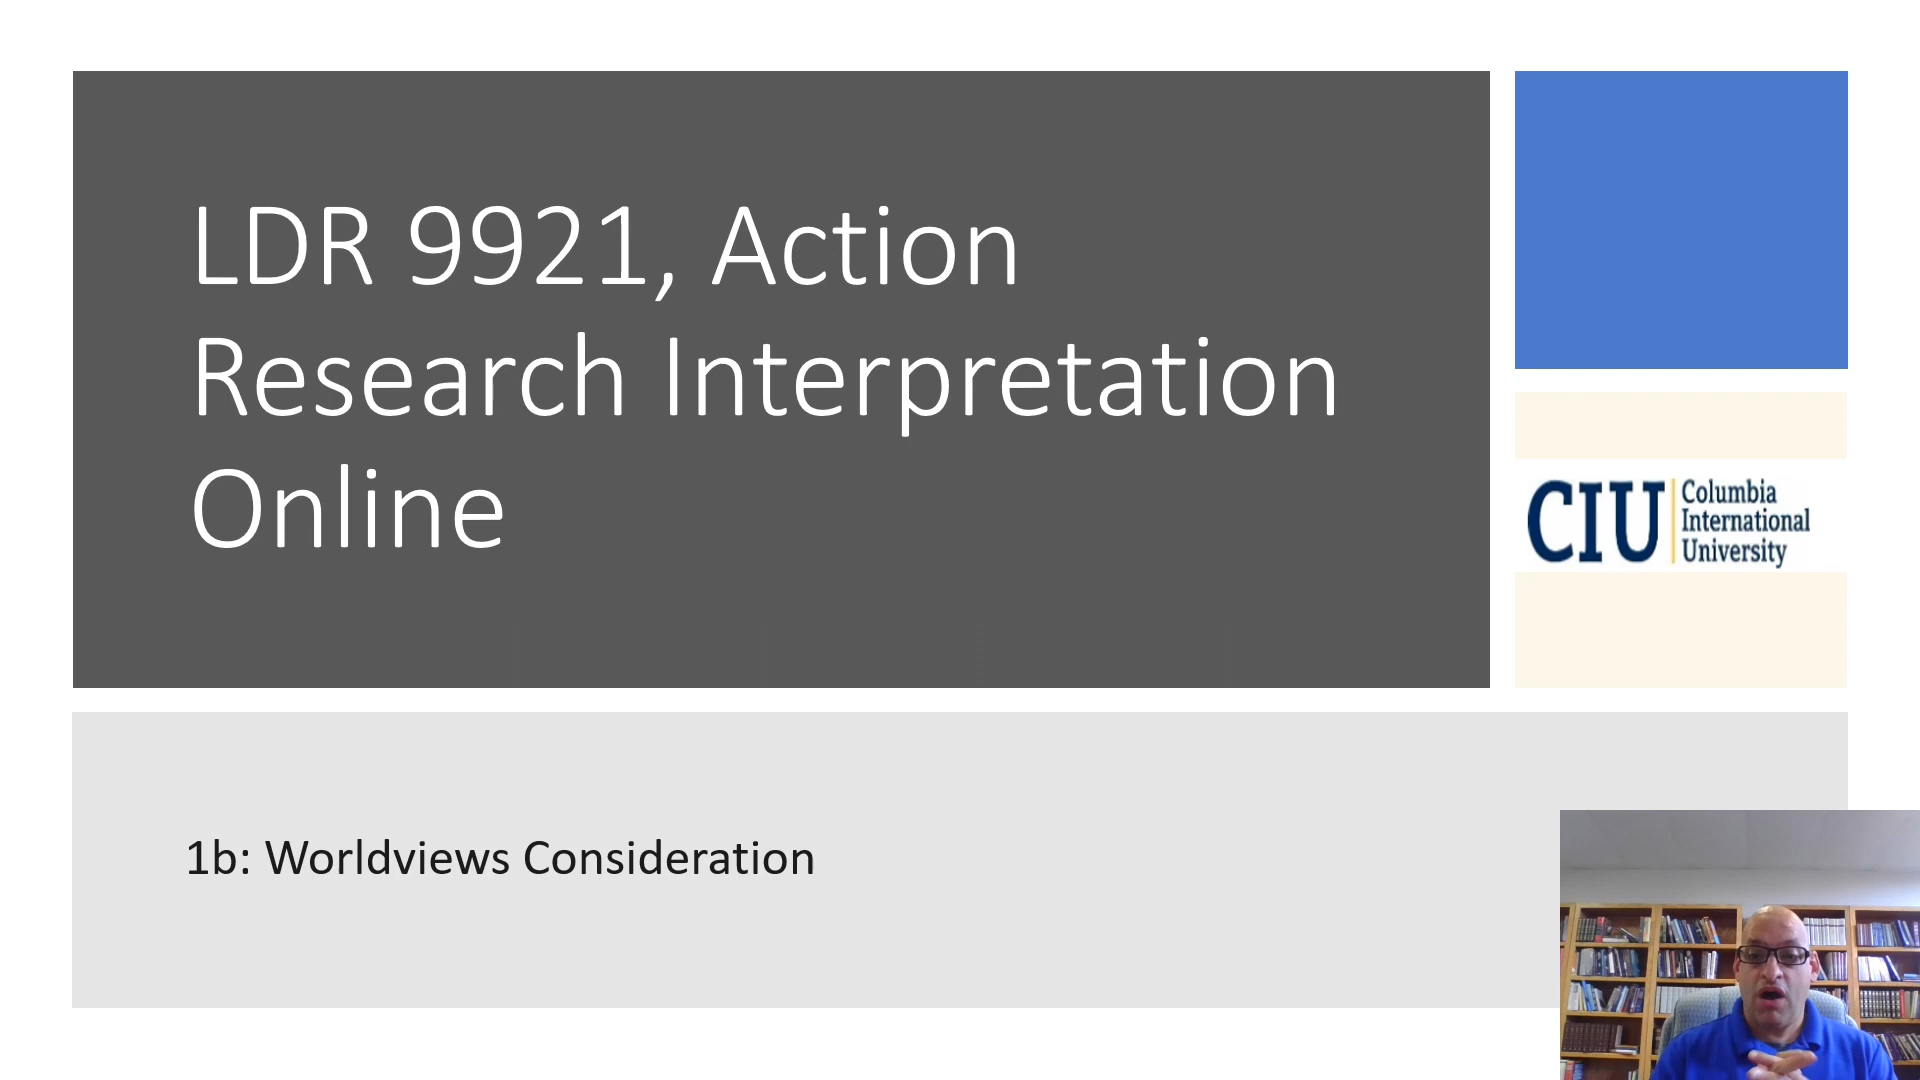 LDR 9921, Action
Research Interpretation
Online
CIU
Columbia
International
University
1b: Worldviews Consideration